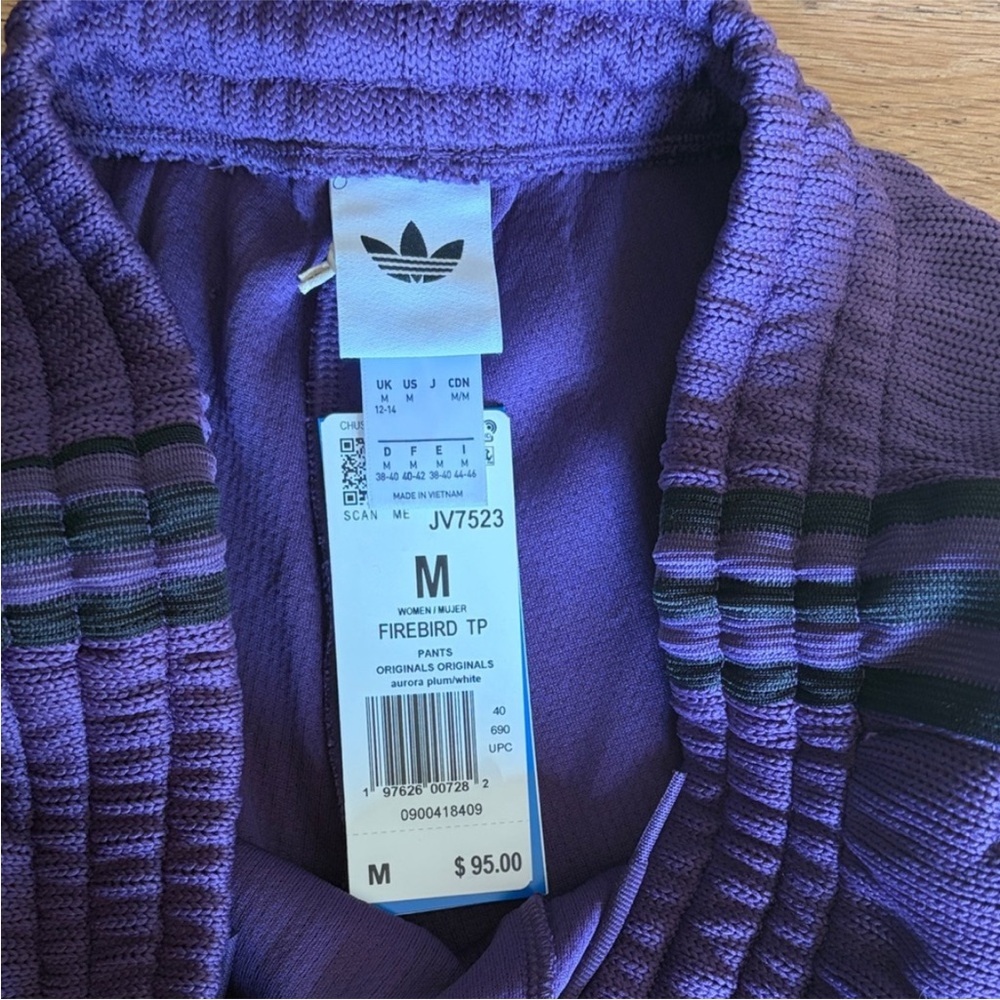 UK US J CDN
M M M/M
12-14
D F E I
M M M M
38-40 40-42 38-40 44-46
MADE IN VIETNAM
SCAN ME
JV7523
M
WOMEN / MUJER
FIREBIRD TP
PANTS
ORIGINALS ORIGINALS
aurora plum/white
40
690
UPC
1 97626 00728 2
0900418409
M $ 95.00